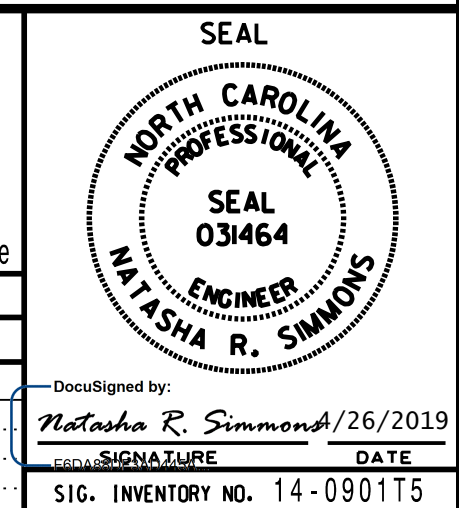 SEAL
NORTH CAROLINA
PROFESSIONAL
SEAL
031464
ENGINEER
NATASHA R. SIMMONS
e
DocuSigned by:
Natasha R. Simmons 4/26/2019
SIGNATURE DATE
SIG. INVENTORY NO. 14-0901T5